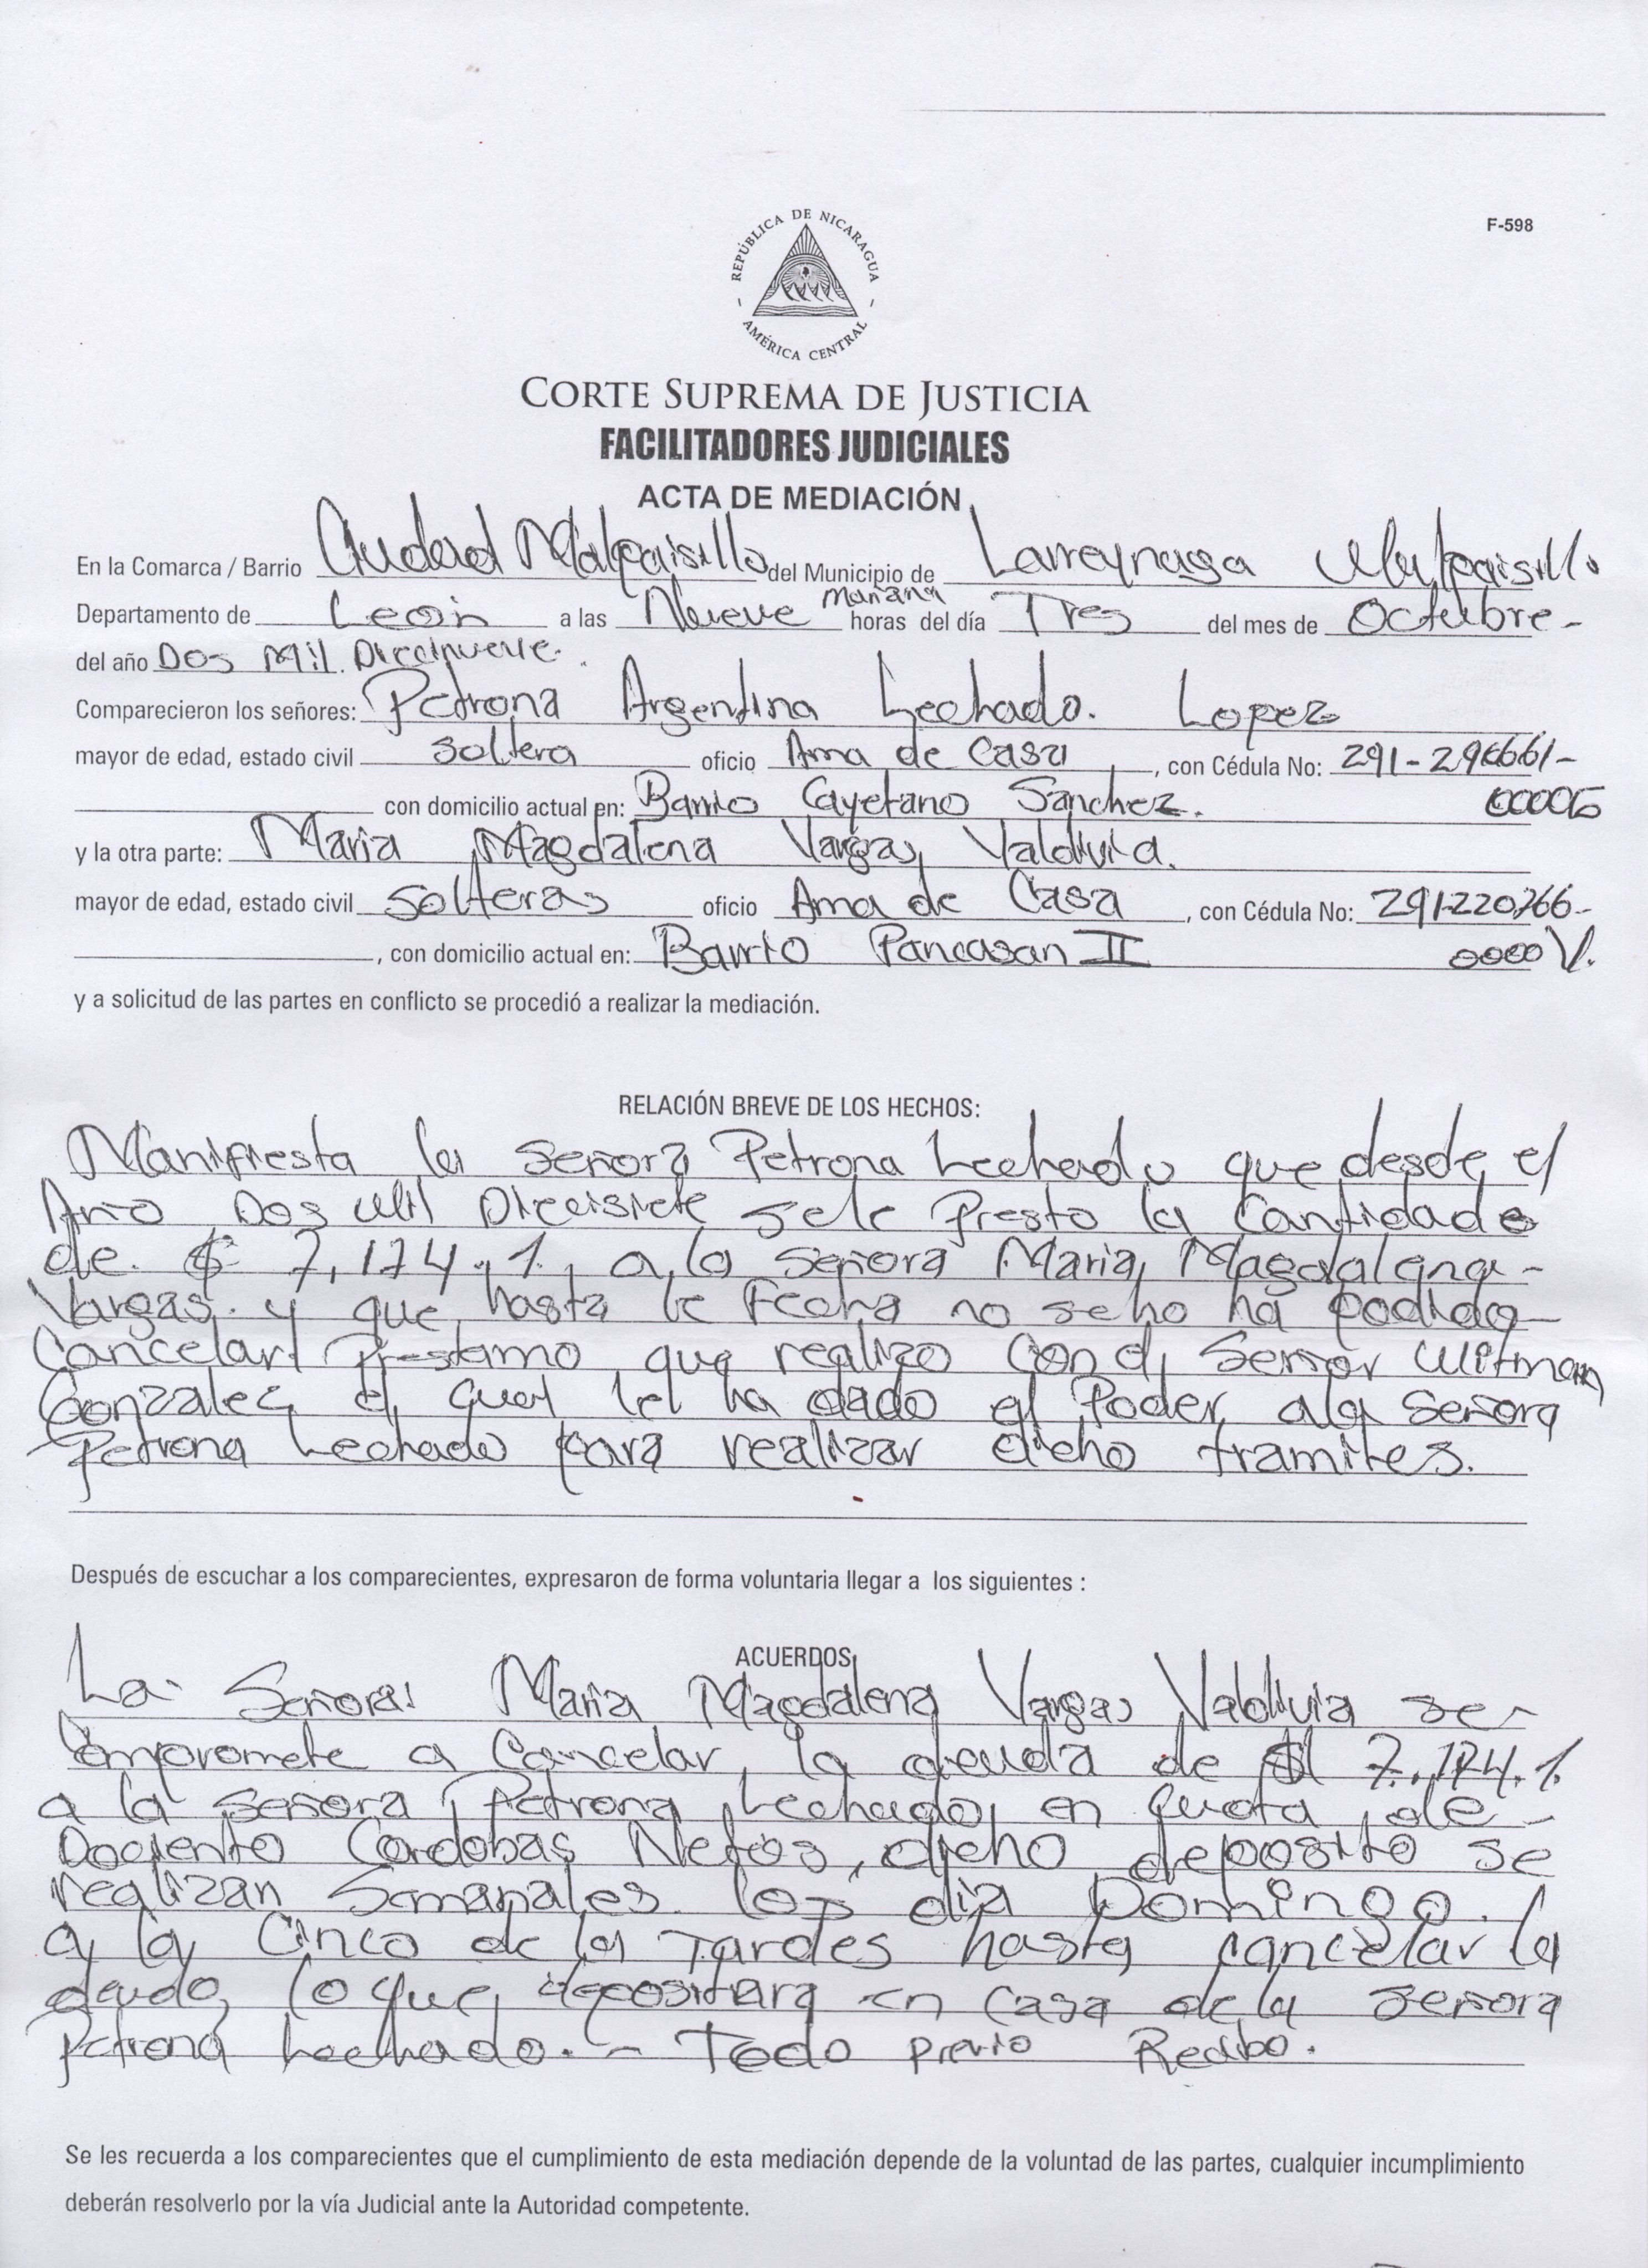 F-598
REPÚBLICA DE NICARAGUA
AMÉRICA CENTRAL
CORTE SUPREMA DE JUSTICIA
FACILITADORES JUDICIALES
ACTA DE MEDIACIÓN
En la Comarca / Barrio Ciudad Malpaisillo del Municipio de Larreynaga Malpaisillo
Departamento de León a las Nueve mañana horas del día Tres del mes de Octubre-
del año Dos Mil Diecinueve.
Comparecieron los señores: Petrona Argentina Lechado. Lopez
mayor de edad, estado civil soltera oficio Ama de Casa, con Cédula No: 291-
con domicilio actual en: Barrio Cayetano Sanchez.
y la otra parte: Maria Magdalena Vargas Valdivia.
mayor de edad, estado civil Solteras oficio Ama de Casa, con Cédula No: 291-220766-
, con domicilio actual en: Barrio Pancasan II 0000 V.
y a solicitud de las partes en conflicto se procedió a realizar la mediación.
RELACIÓN BREVE DE LOS HECHOS:
Manifiesta la señora Petrona Lechado que desde el
Año Dos Mil Diecisiete se le Presto la Cantidad
de. $ 7,174.1. a la señora Maria Magdalena-
Vargas. y que hasta la Fecha no se ha podido-
Cancelar Prestamo que realizo con el Señor
Gonzalez el cual le ha dado el Poder a la Señora
Petrona Lechado para realizar dicho tramites.
Después de escuchar a los comparecientes, expresaron de forma voluntaria llegar a los siguientes :
ACUERDOS
La Señora: Maria Magdalena Vargas Valdivia se-
Compromete a Cancelar la deuda de $ 7.174.1.
a la señora Petrona Lechado en quota de-
Dociento Cordobas Netos, dicho deposito se
realizan Semanales los dia Domingo.
a la Cinco de la Tardes hasta cancelar la
deuda lo que depositara en Casa de la señora
Petrona Lechado. - Todo previo Recibo.
Se les recuerda a los comparecientes que el cumplimiento de esta mediación depende de la voluntad de las partes, cualquier incumplimiento
deberán resolverlo por la vía Judicial ante la Autoridad competente.